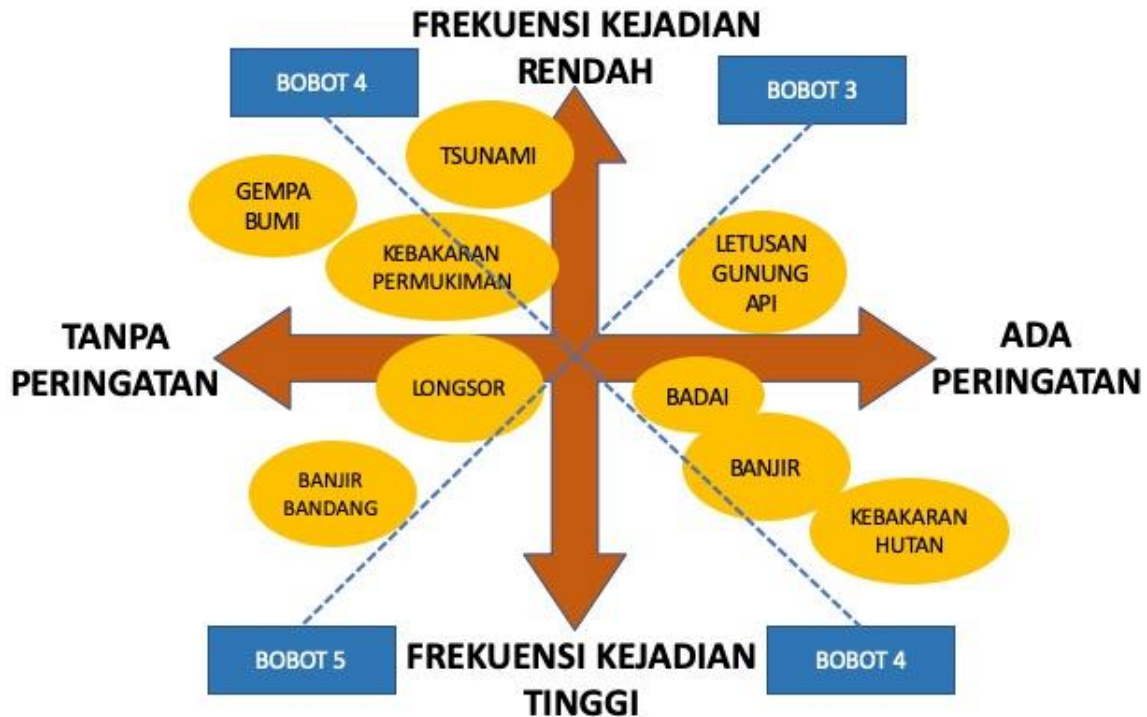 FREKUENSI KEJADIAN
RENDAH
BOBOT 4
BOBOT 3
TSUNAMI
GEMPA
BUMI
KEBAKARAN
PERMUKIMAN
LETUSAN
GUNUNG
API
TANPA
PERINGATAN
ADA
PERINGATAN
LONGSOR
BADAI
BANJIR
BANJIR
BANDANG
KEBAKARAN
HUTAN
BOBOT 5
FREKUENSI KEJADIAN
TINGGI
BOBOT 4